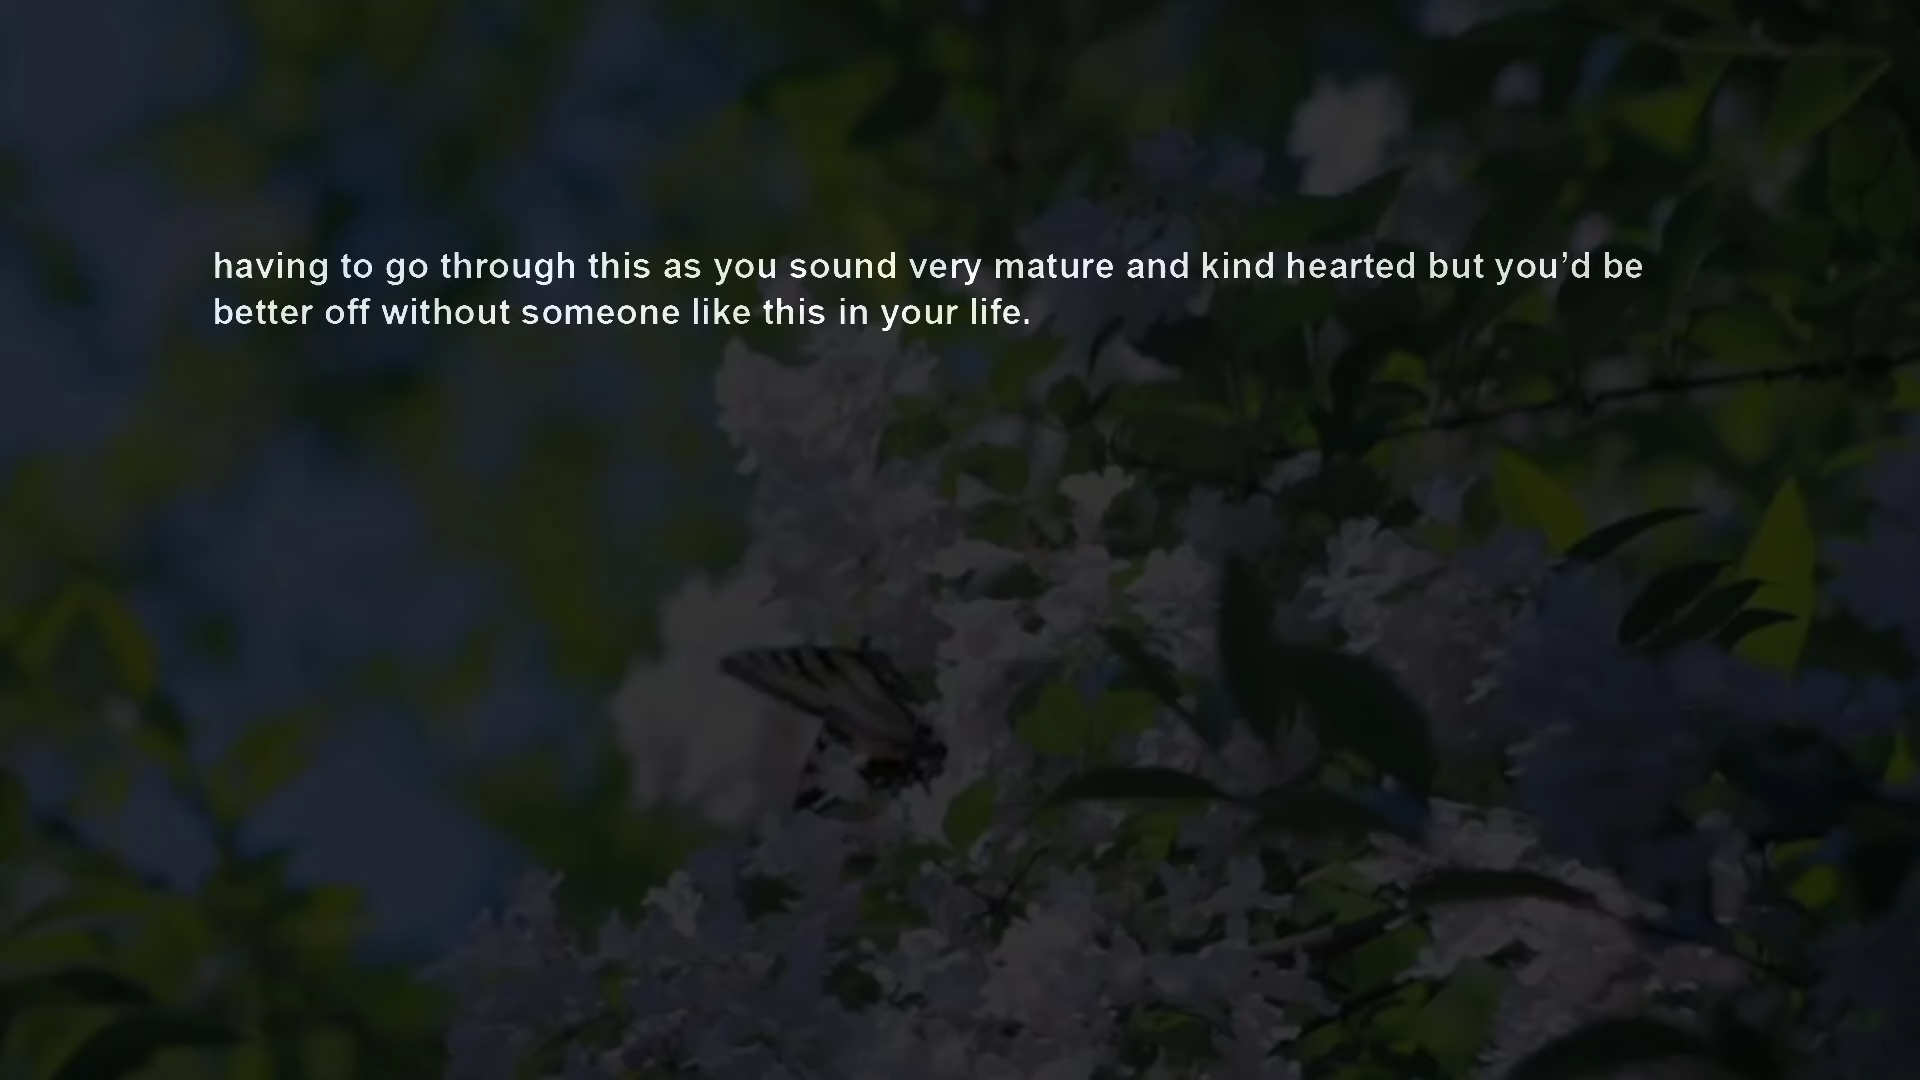 having to go through this as you sound very mature and kind hearted but you’d be
better off without someone like this in your life.